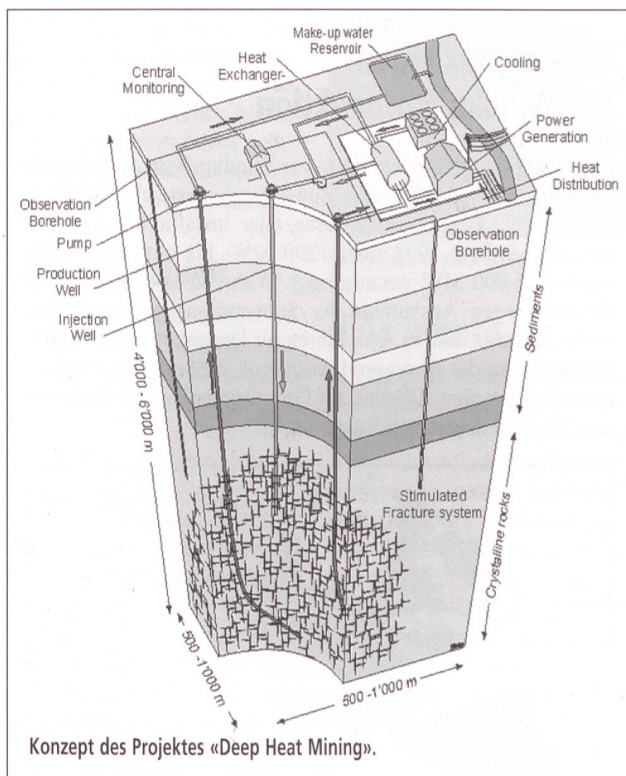 Make-up water
Reservoir
Heat
Exchanger-
Central
Monitoring
Cooling
Power
Generation
Heat
Distribution
Observation
Borehole
Pump
Production
Well
Injection
Well
Observation
Borehole
Sediments
4'000 - 6'000 m
Stimulated
Fracture system
Crystalline rocks
500 -1'000 m
500 -1'000 m
Konzept des Projektes «Deep Heat Mining».